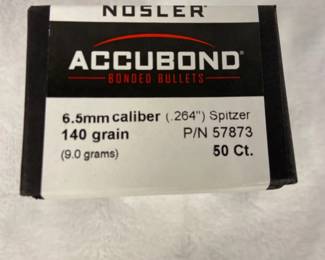 NOSLER®
ACCUBOND®
BONDED BULLETS
6.5mm caliber (.264") Spitzer
140 grain P/N 57873
(9.0 grams) 50 Ct.